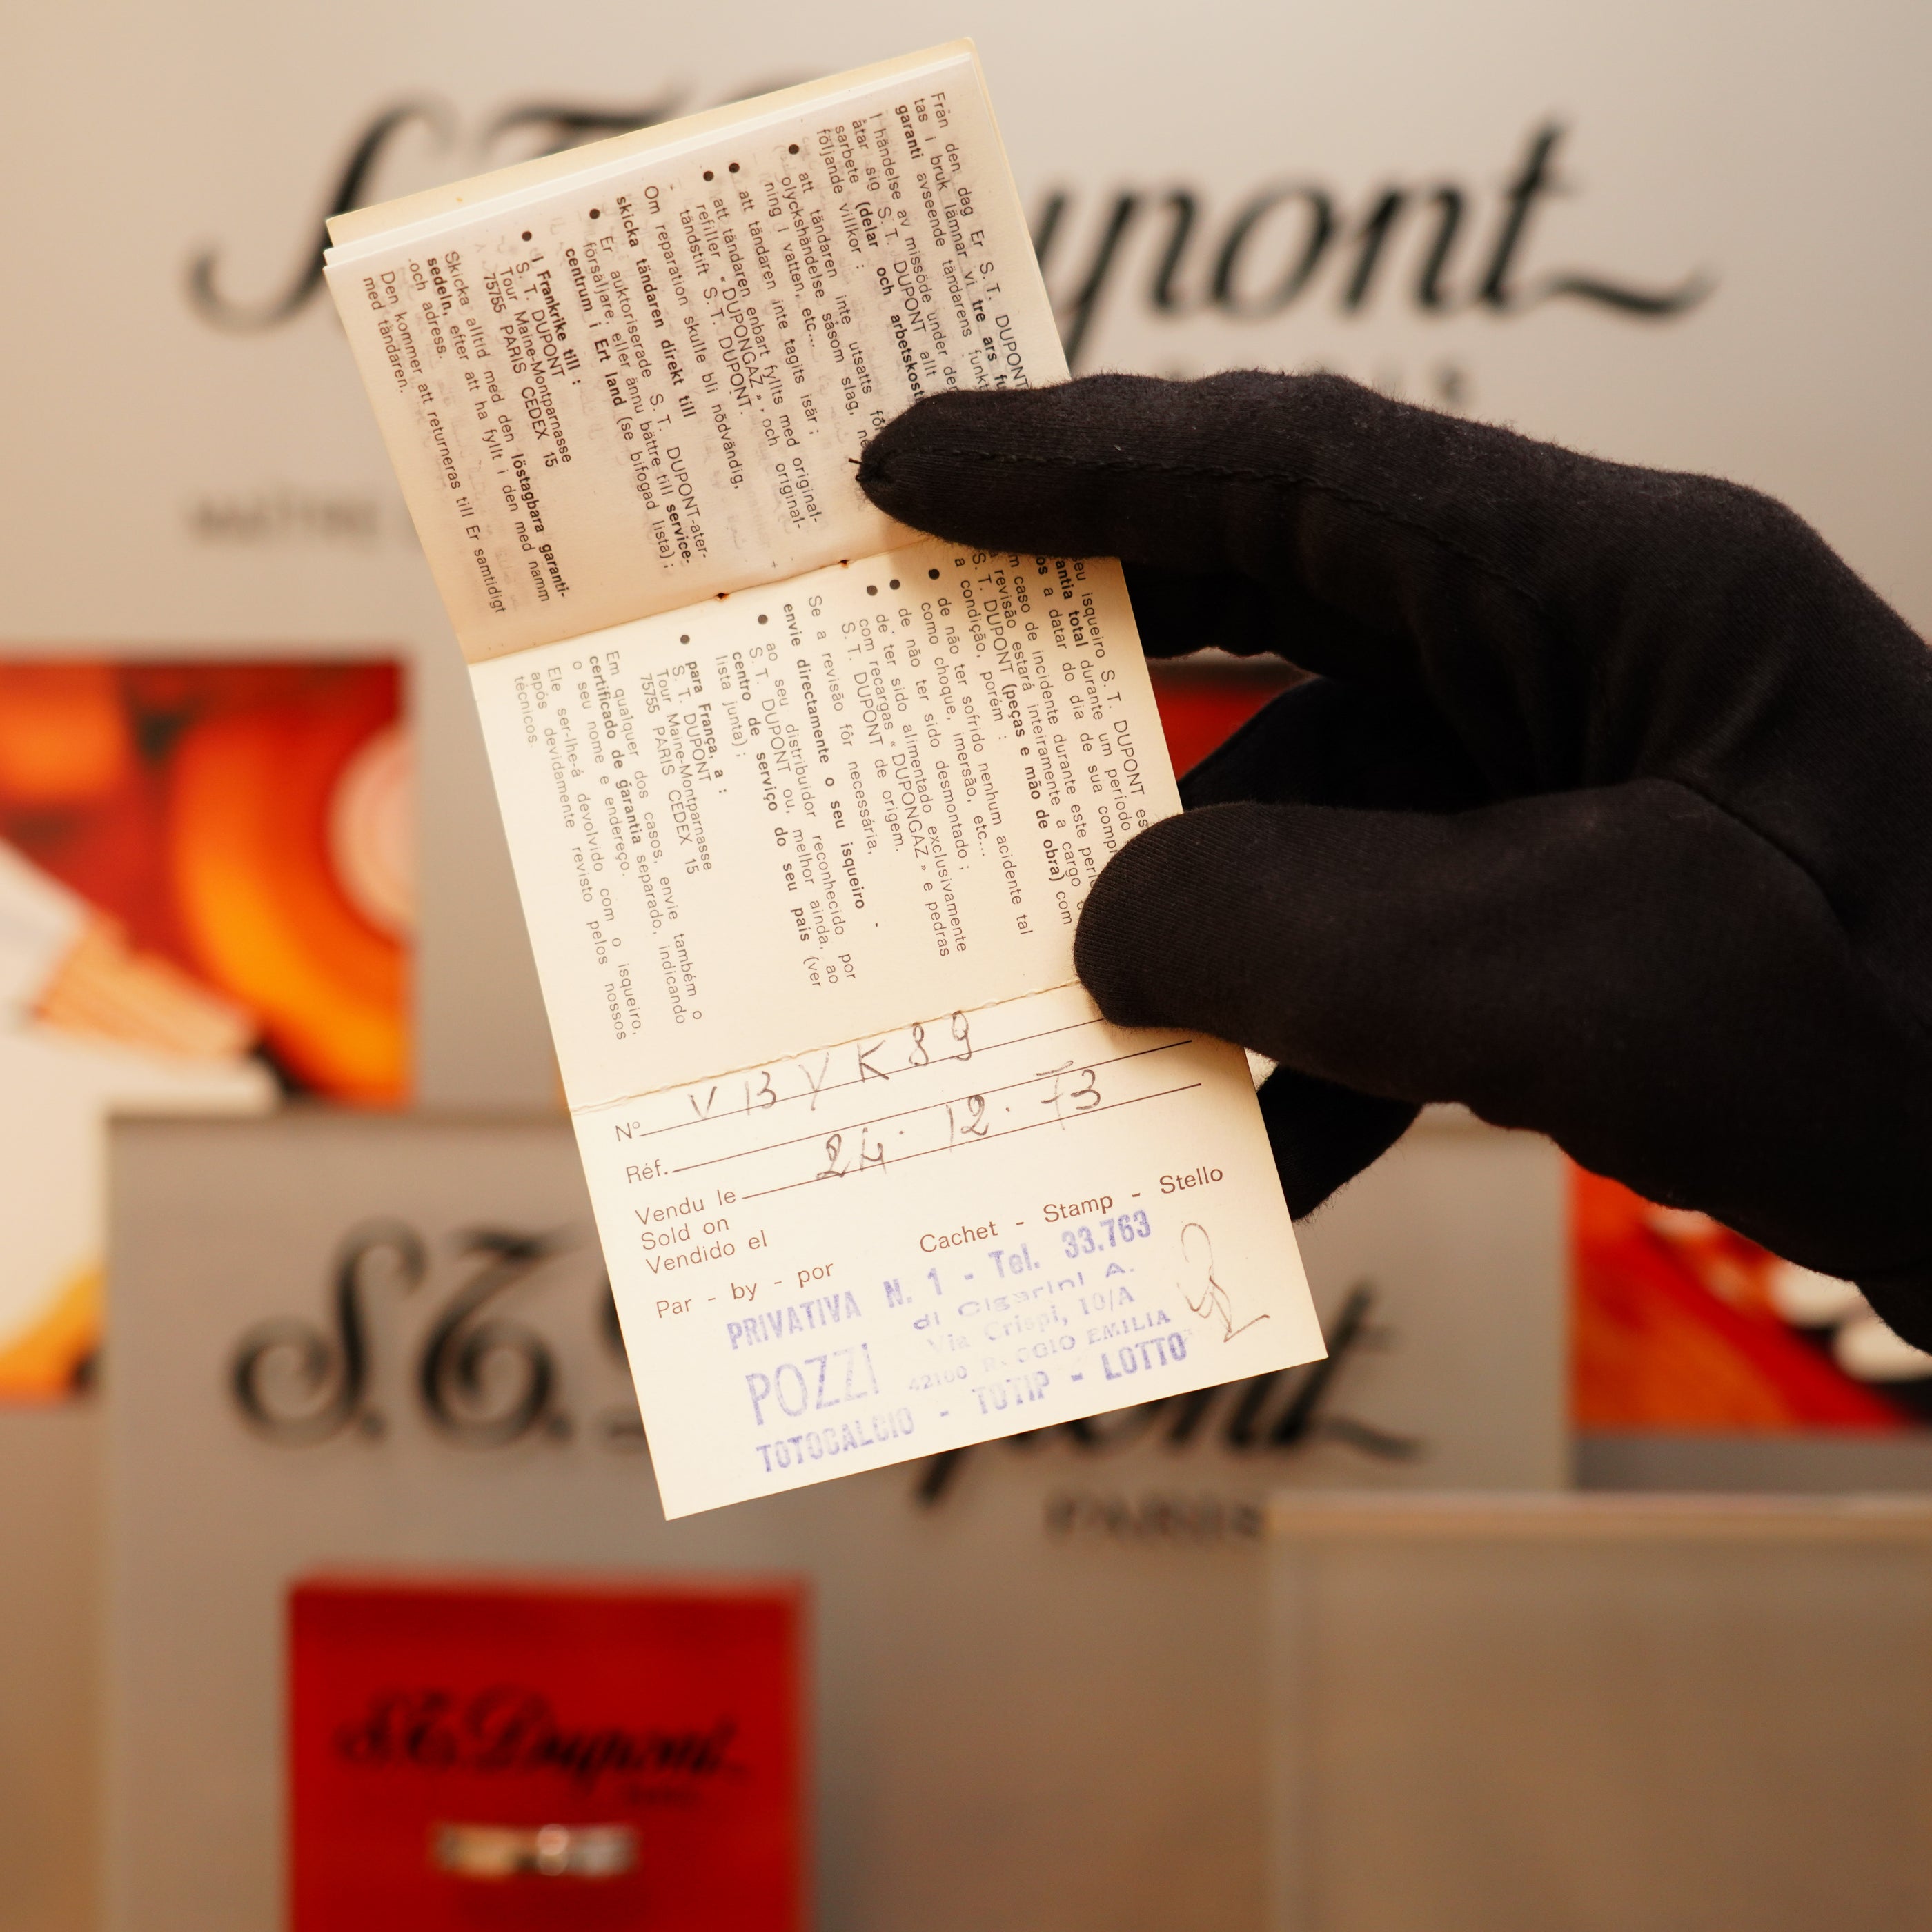 Från den dag Er S. T. DUPONT
tas i bruk lämnar vi tre års
garanti avseende tändarens
I händelse av missöde under
åtar sig S. T. DUPONT allt
sarbete (delar och
följande villkor :
● att tändaren inte utsatts för
olyckshändelse såsom slag,
ning i vatten, etc...
● att tändaren inte tagits isär ;
● att tändaren enbart fyllts med original-
refiller « DUPONGAZ », och original-
tändstift S. T. DUPONT.
Om reparation skulle bli nödvändig,
skicka tändaren direkt till
● Er auktoriserade S. T. DUPONT-åter-
försäljare, eller ännu bättre till service-
centrum i Ert land (se bifogad lista) ;
● i Frankrike till :
S. T. DUPONT
Tour Maine-Montparnasse
75755 PARIS CEDEX 15
Skicka alltid med den löstagbara garanti-
sedeln, efter att ha fyllt i den med namn
och adress.
Den kommer att returneras till Er samtidigt
med tändaren.
isqueiro S. T. DUPONT
total durante um período
a datar do dia de sua
caso de incidente durante este
revisão estará inteiramente a cargo
S. T. DUPONT (peças e mão de obra) com
a condição, porém :
● de não ter sofrido nenhum acidente tal
como choque, imersão, etc...
● de não ter sido desmontado ;
● de ter sido alimentado exclusivamente
com recargas « DUPONGAZ » e pedras
S. T. DUPONT de origem.
Se a revisão fôr necessária,
envie directamente o seu isqueiro
● ao seu distribuidor reconhecido por
S. T. DUPONT ou, melhor ainda, ao
centro de serviço do seu país (ver
lista junta) ;
● para França, a :
S. T. DUPONT
Tour Maine-Montparnasse
75755 PARIS CEDEX 15
Em qualquer dos casos, envie também o
certificado de garantia separado, indicando
o seu nome e endereço.
Ele ser-lhe-á devolvido com o isqueiro,
após devidamente revisto pelos nossos
técnicos.
Nº V B Y K 8 9
Réf.
Vendu le 24. 12. 73
Sold on
Vendido el
Par - by - por
Cachet - Stamp - Stello
PRIVATIVA N. 1 - Tel. 33.763
POZZI
di Cigarini A.
Via Crispi, 10/A
42100 REGGIO EMILIA
TOTOCALCIO - TOTIP - LOTTO
S.T. Dupont
PARIS
S.T. Dupont